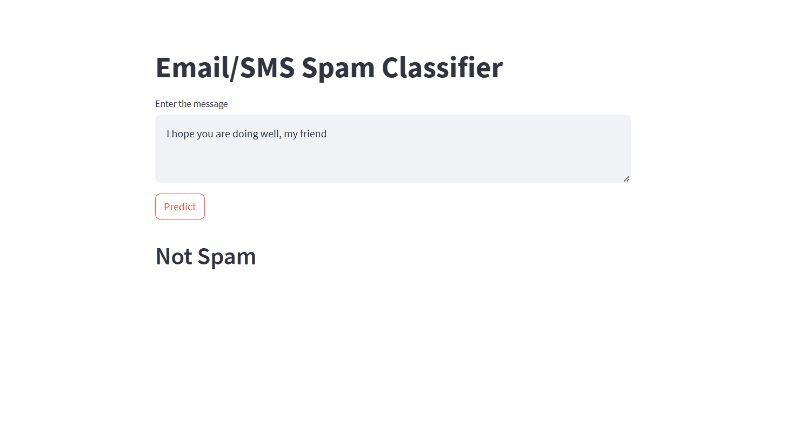 Email/SMS Spam Classifier
Enter the message
I hope you are doing well, my friend
Predict
Not Spam